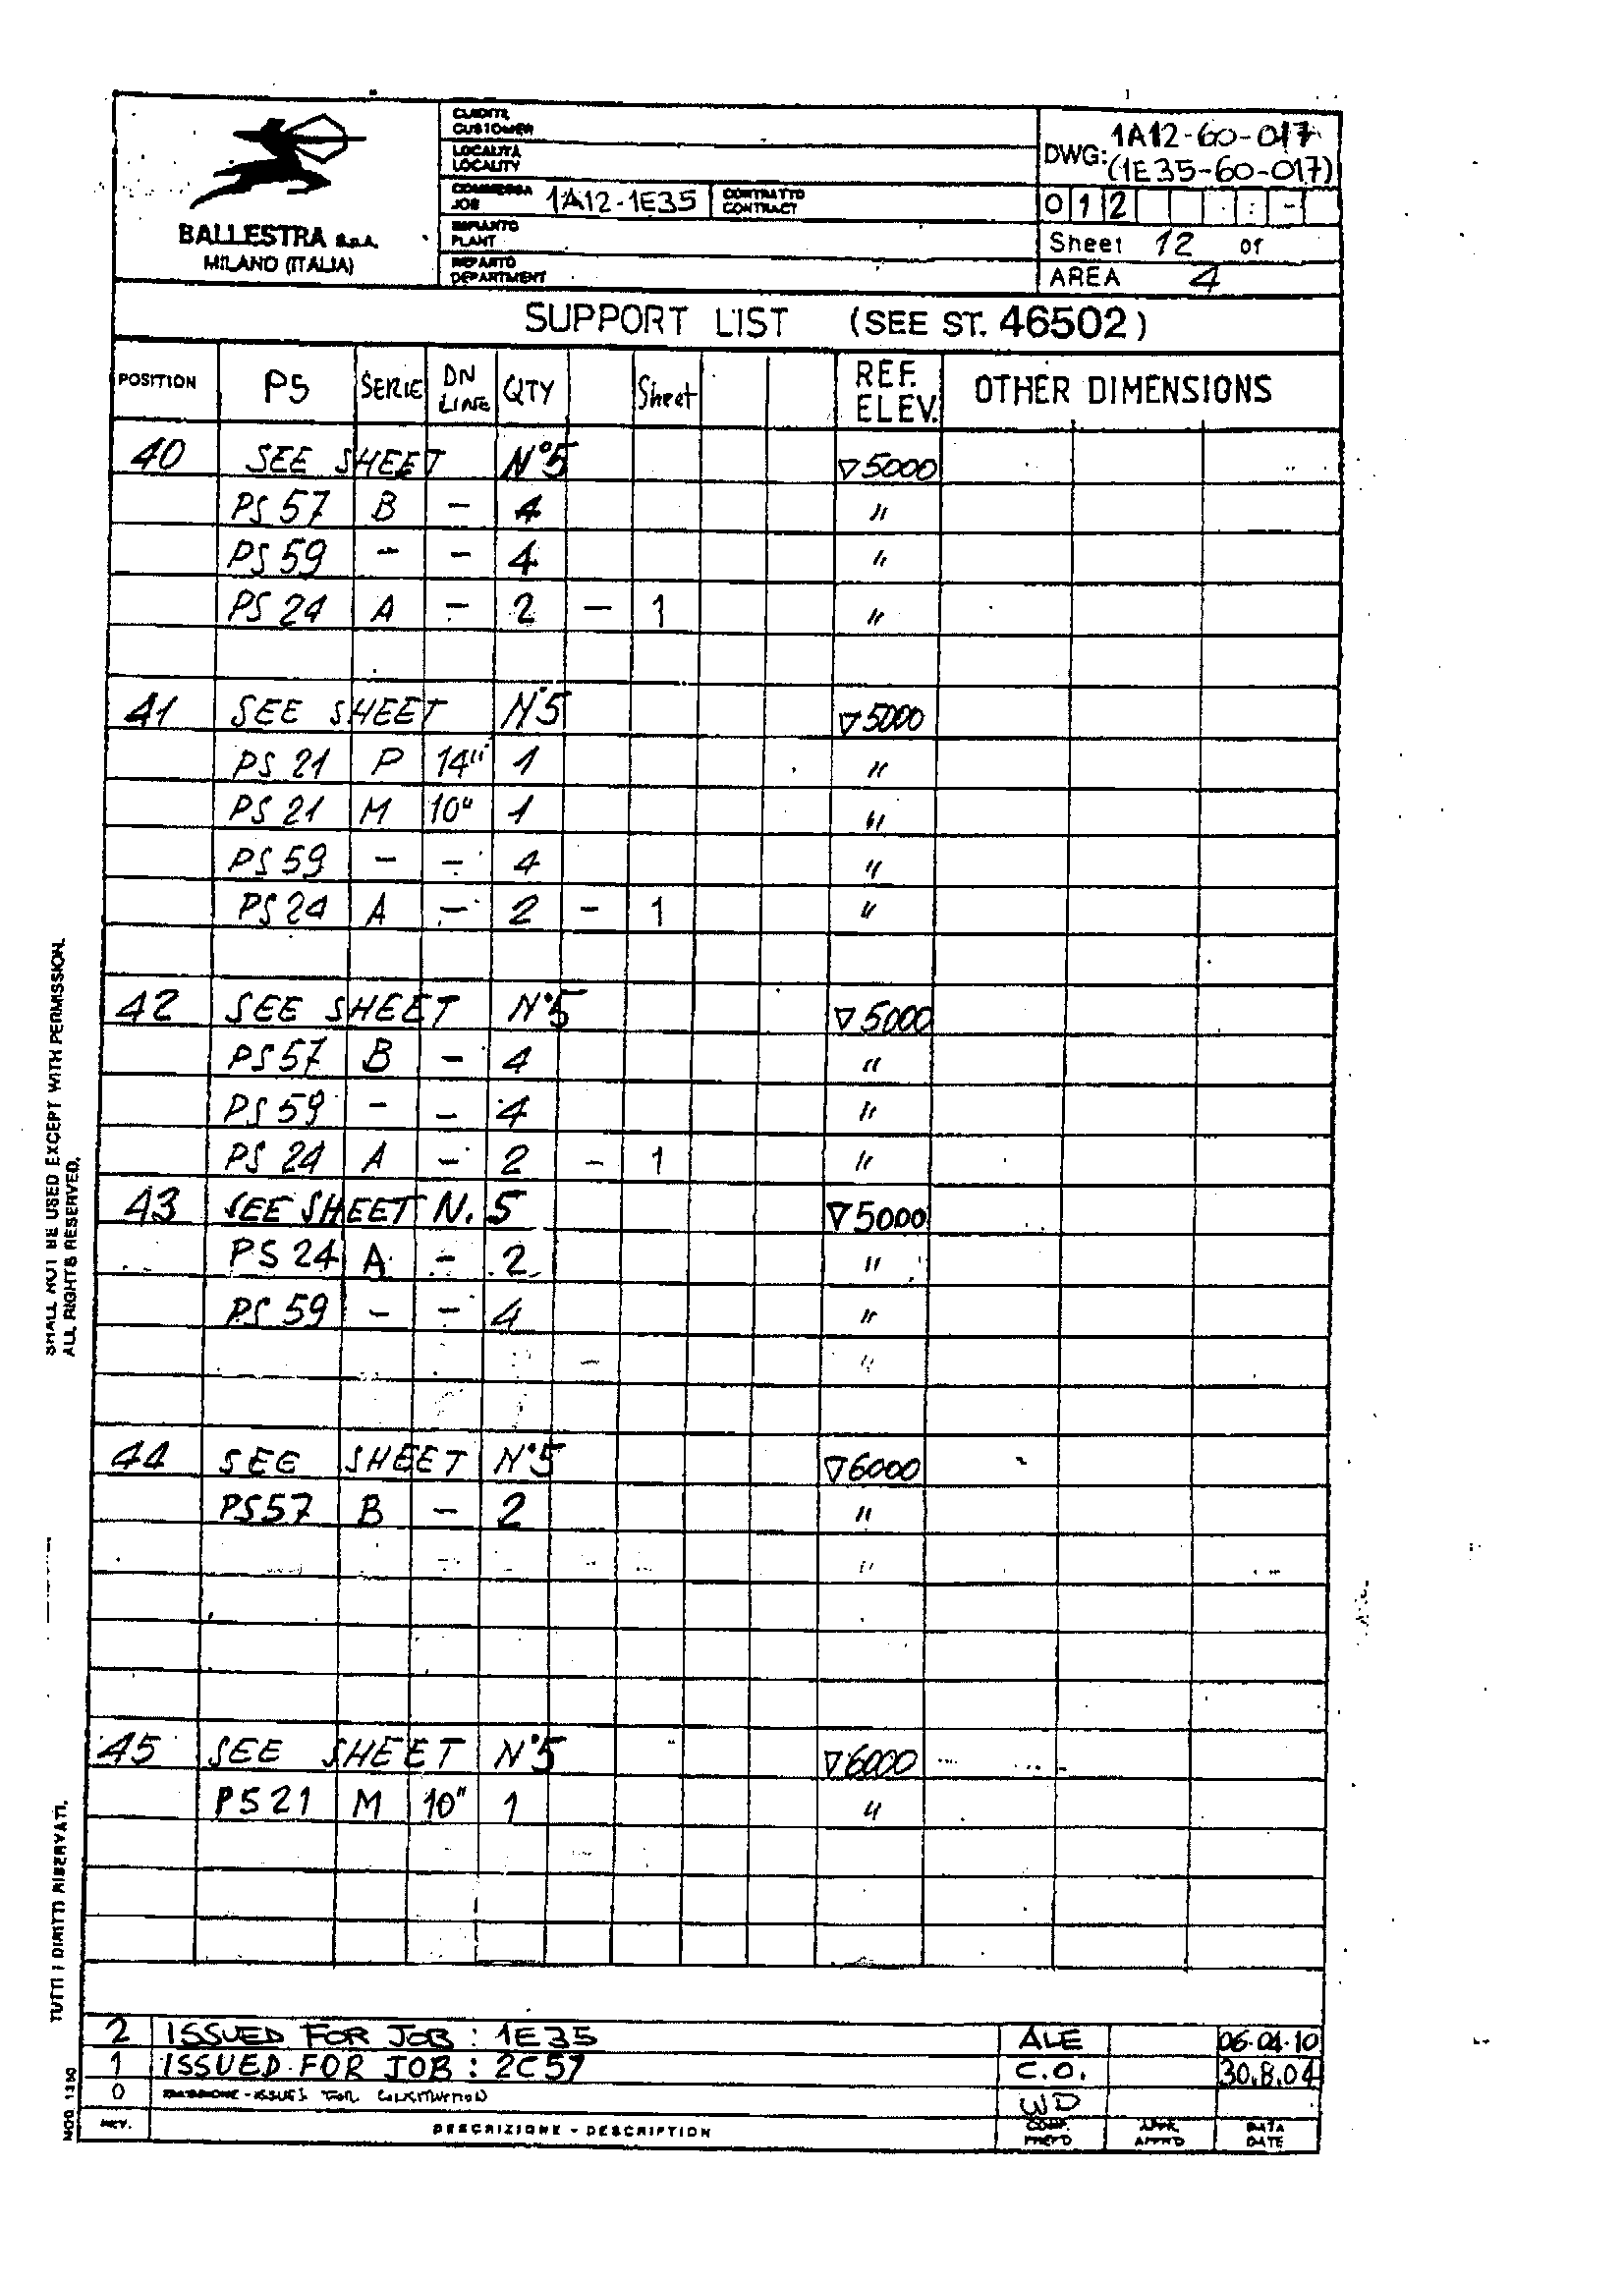 CLIENTE
CUSTOMER
LOCALITÀ
LOCALITY
COMMESSA
JOB 1A12-1E35
CONTRATTO
CONTRACT
IMPIANTO
PLANT
REPARTO
DEPARTMENT
BALLESTRA S.p.A.
MILANO (ITALIA)
DWG: 1A12-60-017
(1E35-60-017)
0 1 2
Sheet 12 of
AREA 4
SUPPORT LIST (SEE ST. 46502)
POSITION PS SERIE DN LINE QTY Sheet REF. ELEV. OTHER DIMENSIONS
40 SEE SHEET N°5 ▽5000
PS 57 B - 4 "
PS 59 - - 4 "
PS 24 A - 2 - 1 "
41 SEE SHEET N°5 ▽5000
PS 21 P 14" 1 "
PS 21 M 10" 1 "
PS 59 - - 4 "
PS 24 A - 2 - 1 "
42 SEE SHEET N°5 ▽5000
PS 57 B - 4 "
PS 59 - - 4 "
PS 24 A - 2 - 1 "
43 SEE SHEET N. 5 ▽5000
PS 24 A - 2 "
PS 59 - - 4 "
- "
44 SEE SHEET N°5 ▽6000
PS57 B - 2 "
"
45 SEE SHEET N°5 ▽6000
PS21 M 10" 1 "
2 ISSUED FOR JOB : 1E35 ALE 06.04.10
1 ISSUED FOR JOB : 2C57 C.O. 30.8.04
0 EMISSIONE - ISSUES FOR WD
REV. DESCRIZIONE - DESCRIPTION COMP. PREP'D APPR. APPR'D DATA DATE
SHALL NOT BE USED EXCEPT WITH PERMISSION.
ALL RIGHTS RESERVED.
TUTTI I DIRITTI RISERVATI.
MOD. 1350